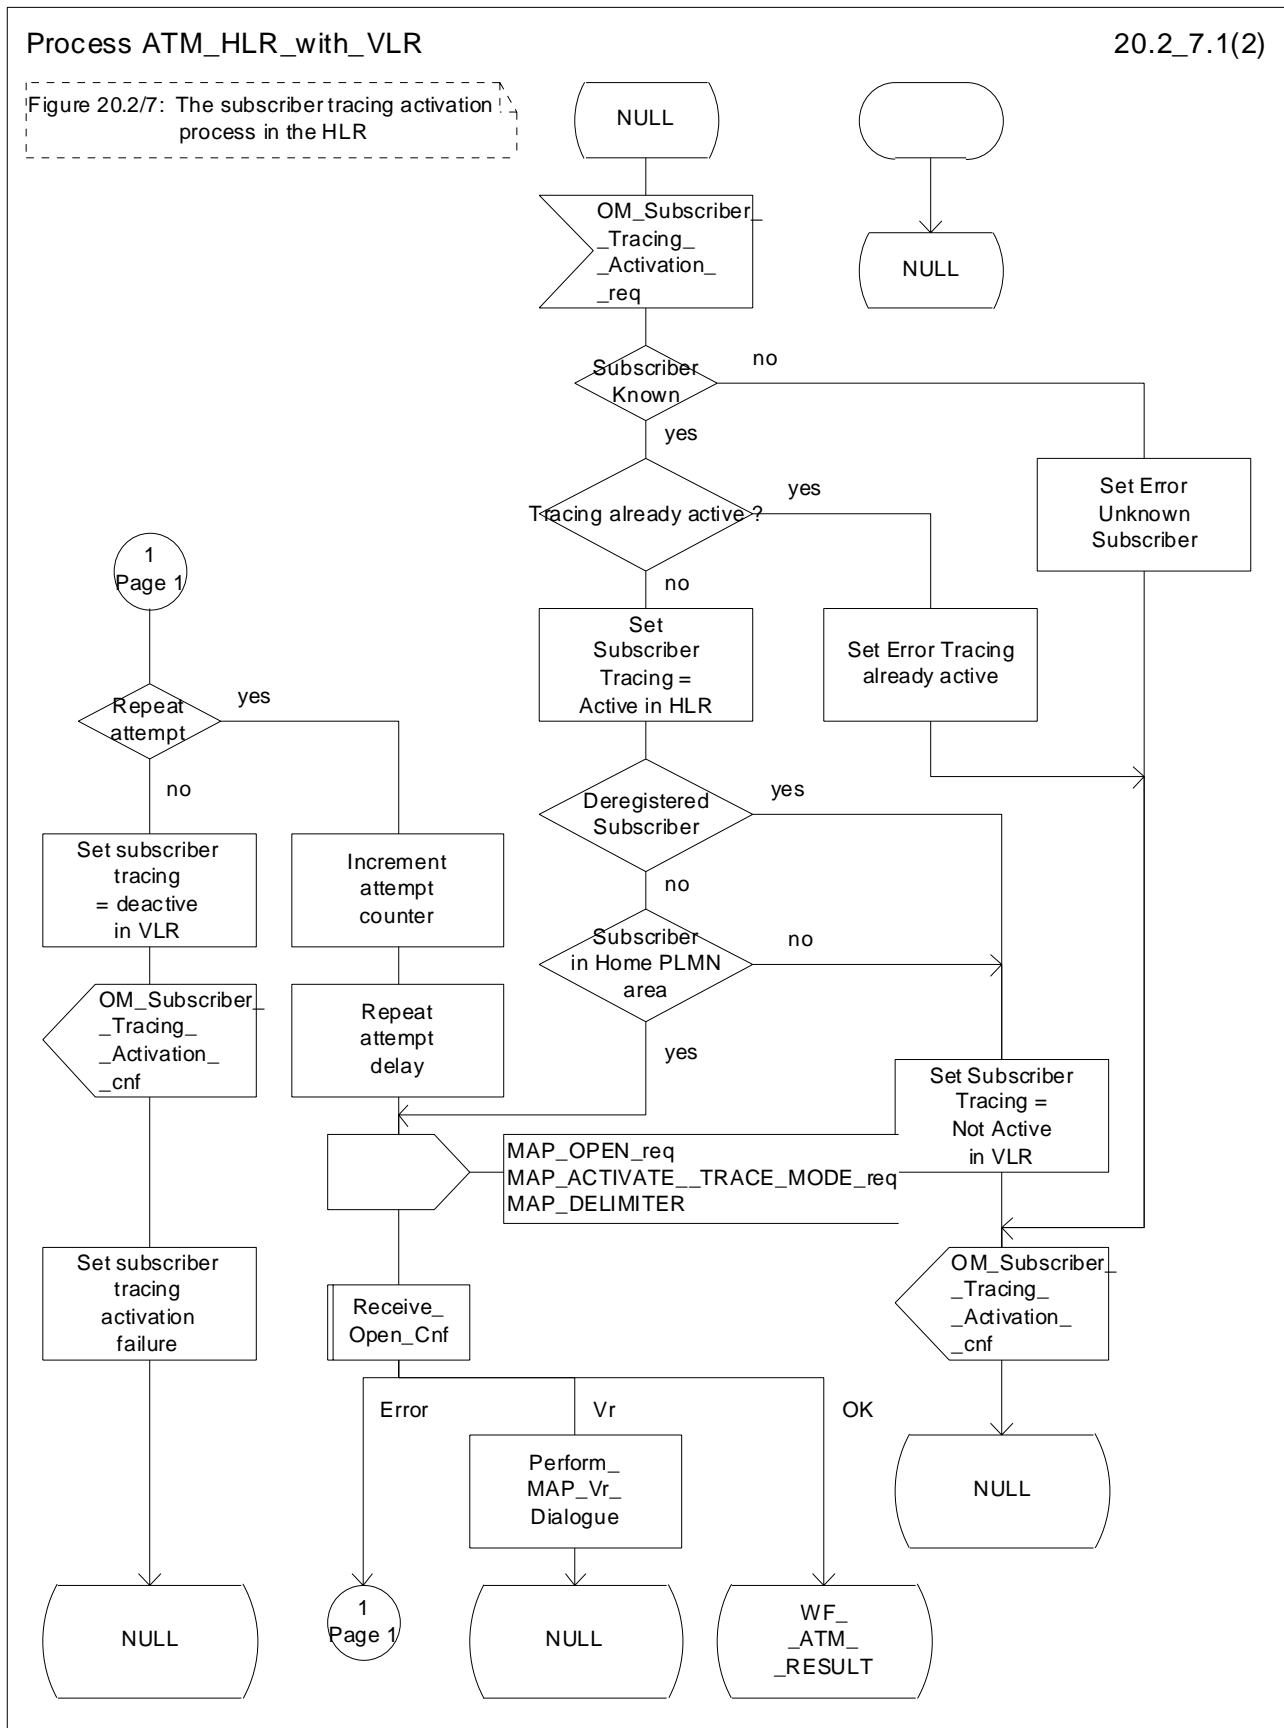 Process ATM_HLR_with_VLR
20.2_7.1(2)
Figure 20.2/7: The subscriber tracing activation
process in the HLR
NULL
OM_Subscriber_
_Tracing_
_Activation_
_req
NULL
Subscriber
Known
no
yes
Tracing already active ?
yes
no
Set Error
Unknown
Subscriber
1
Page 1
Set
Subscriber
Tracing =
Active in HLR
Set Error Tracing
already active
Repeat
attempt
yes
no
Deregistered
Subscriber
yes
no
Set subscriber
tracing
= deactive
in VLR
Increment
attempt
counter
Subscriber
in Home PLMN
area
no
yes
OM_Subscriber_
_Tracing_
_Activation_
_cnf
Repeat
attempt
delay
Set Subscriber
Tracing =
Not Active
in VLR
MAP_OPEN_req
MAP_ACTIVATE__TRACE_MODE_req
MAP_DELIMITER
Set subscriber
tracing
activation
failure
Receive_
Open_Cnf
OM_Subscriber_
_Tracing_
_Activation_
_cnf
Error
Vr
OK
Perform_
MAP_Vr_
Dialogue
NULL
NULL
1
Page 1
NULL
WF_
_ATM_
_RESULT